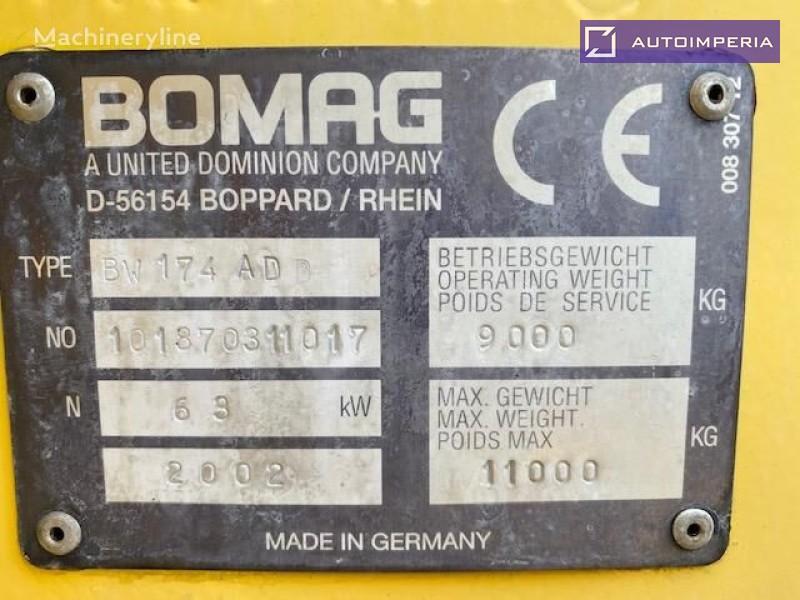 Machineryline
AUTOIMPERIA
BOMAG
A UNITED DOMINION COMPANY
D-56154 BOPPARD / RHEIN
CE
TYPE BW 174 AD
NO 101870311017
N 63 kW
2002
BETRIEBSGEWICHT
OPERATING WEIGHT
POIDS DE SERVICE
9000 KG
MAX. GEWICHT
MAX. WEIGHT.
POIDS MAX
11000 KG
MADE IN GERMANY